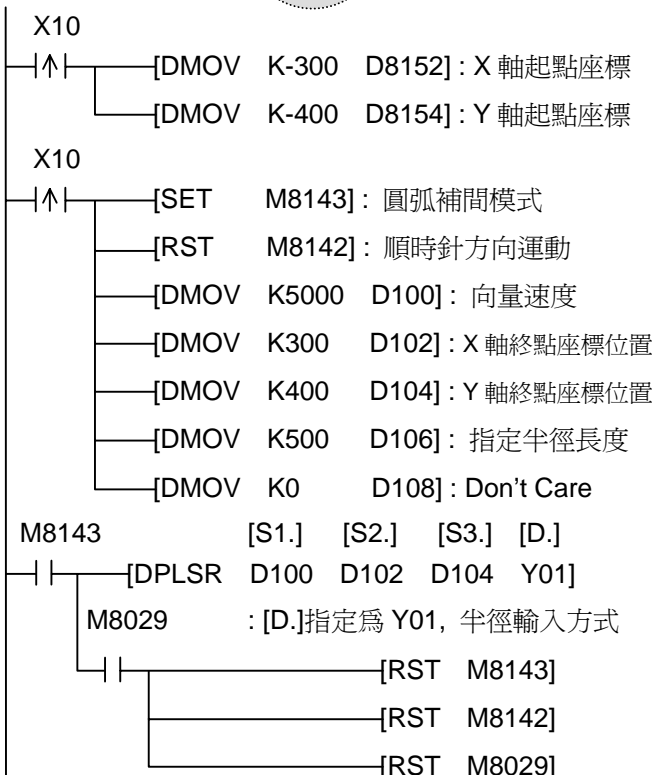 X10
[DMOV K-300 D8152] : X 軸起點座標
[DMOV K-400 D8154] : Y 軸起點座標
X10
[SET M8143] : 圓弧補間模式
[RST M8142] : 順時針方向運動
[DMOV K5000 D100] : 向量速度
[DMOV K300 D102] : X 軸終點座標位置
[DMOV K400 D104] : Y 軸終點座標位置
[DMOV K500 D106] : 指定半徑長度
[DMOV K0 D108] : Don't Care
M8143 [S1.] [S2.] [S3.] [D.]
[DPLSR D100 D102 D104 Y01]
M8029 : [D.]指定爲 Y01, 半徑輸入方式
[RST M8143]
[RST M8142]
[RST M8029]